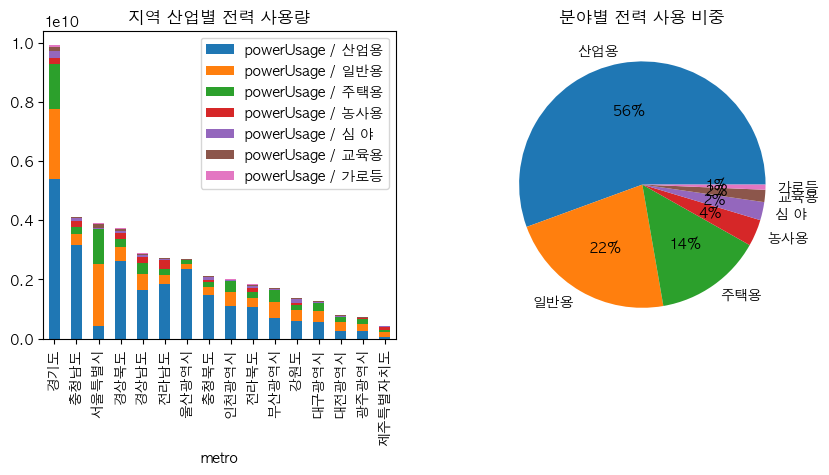 지역 산업별 전력 사용량
1e10
1.0
0.8
0.6
0.4
0.2
0.0
powerUsage / 산업용
powerUsage / 일반용
powerUsage / 주택용
powerUsage / 농사용
powerUsage / 심 야
powerUsage / 교육용
powerUsage / 가로등
경기도
충청남도
서울특별시
경상북도
경상남도
전라남도
울산광역시
충청북도
인천광역시
전라북도
부산광역시
강원도
대구광역시
대전광역시
광주광역시
제주특별자치도
metro
분야별 전력 사용 비중
산업용
56%
일반용
22%
주택용
14%
농사용
4%
심 야
2%
교육용
2%
가로등
1%